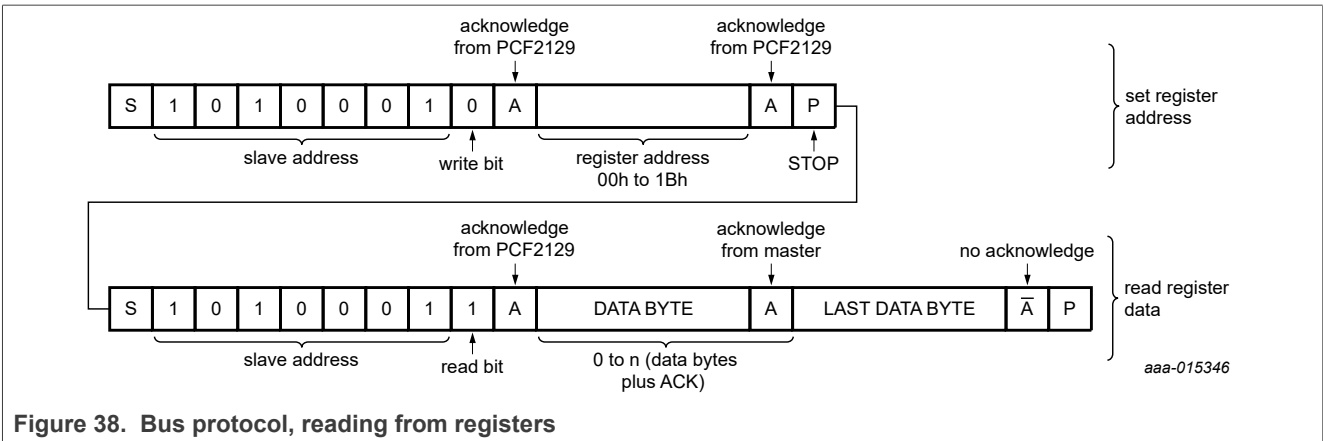 acknowledge
from PCF2129
acknowledge
from PCF2129
S 1 0 1 0 0 0 1 0 A A P
set register
address
slave address
write bit
register address
00h to 1Bh
STOP
acknowledge
from PCF2129
acknowledge
from master
no acknowledge
S 1 0 1 0 0 0 1 1 A DATA BYTE A LAST DATA BYTE A̅ P
read register
data
slave address
read bit
0 to n (data bytes
plus ACK)
aaa-015346
Figure 38. Bus protocol, reading from registers